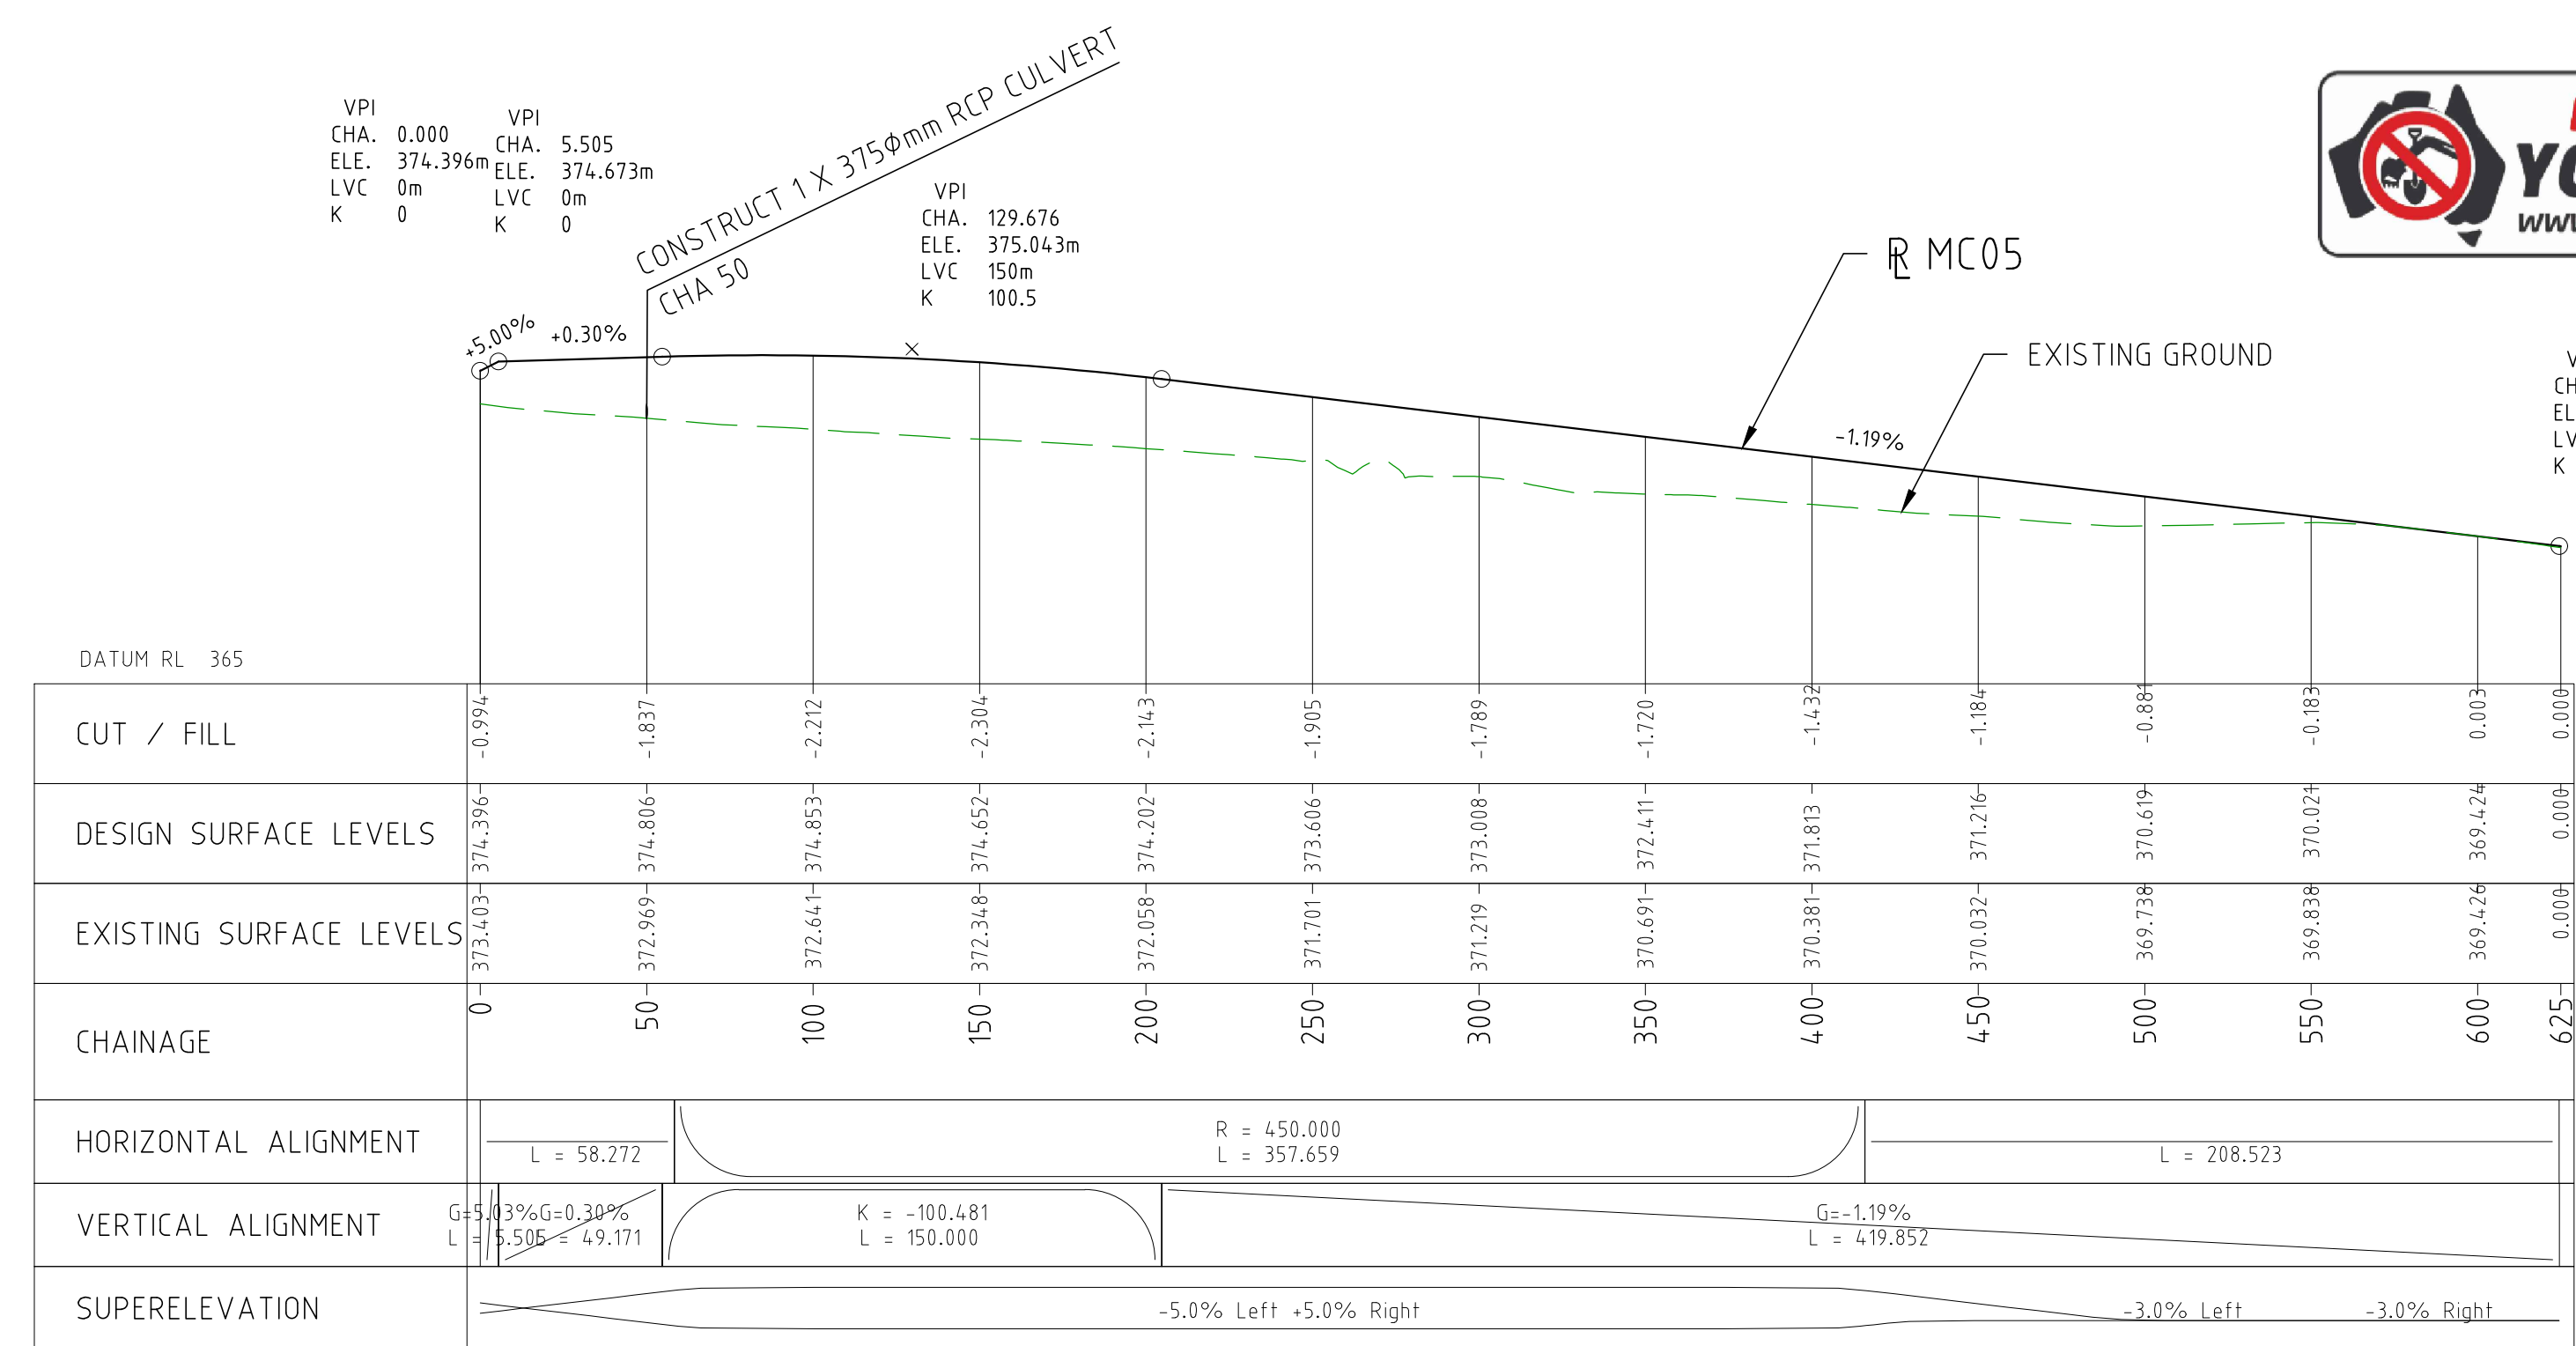 VPI
CHA. 0.000
ELE. 374.396m
LVC 0m
K 0
VPI
CHA. 5.505
ELE. 374.673m
LVC 0m
K 0
CONSTRUCT 1 X 375Φmm RCP CULVERT
CHA 50
VPI
CHA. 129.676
ELE. 375.043m
LVC 150m
K 100.5
MC05
EXISTING GROUND
+5.00%
+0.30%
-1.19%
DATUM RL 365
CUT / FILL -0.994 -1.837 -2.212 -2.304 -2.143 -1.905 -1.789 -1.720 -1.432 -1.184 -0.881 -0.183 0.003 0.000
DESIGN SURFACE LEVELS 374.396 374.806 374.853 374.652 374.202 373.606 373.008 372.411 371.813 371.216 370.619 370.021 369.424 0.000
EXISTING SURFACE LEVELS 373.403 372.969 372.641 372.348 372.058 371.701 371.219 370.691 370.381 370.032 369.738 369.838 369.426 0.000
CHAINAGE 0 50 100 150 200 250 300 350 400 450 500 550 600 625
HORIZONTAL ALIGNMENT
L = 58.272
R = 450.000
L = 357.659
L = 208.523
VERTICAL ALIGNMENT
G=5.03% G=0.30%
L = 5.505 = 49.171
K = -100.481
L = 150.000
G=-1.19%
L = 419.852
SUPERELEVATION
-5.0% Left +5.0% Right
-3.0% Left
-3.0% Right